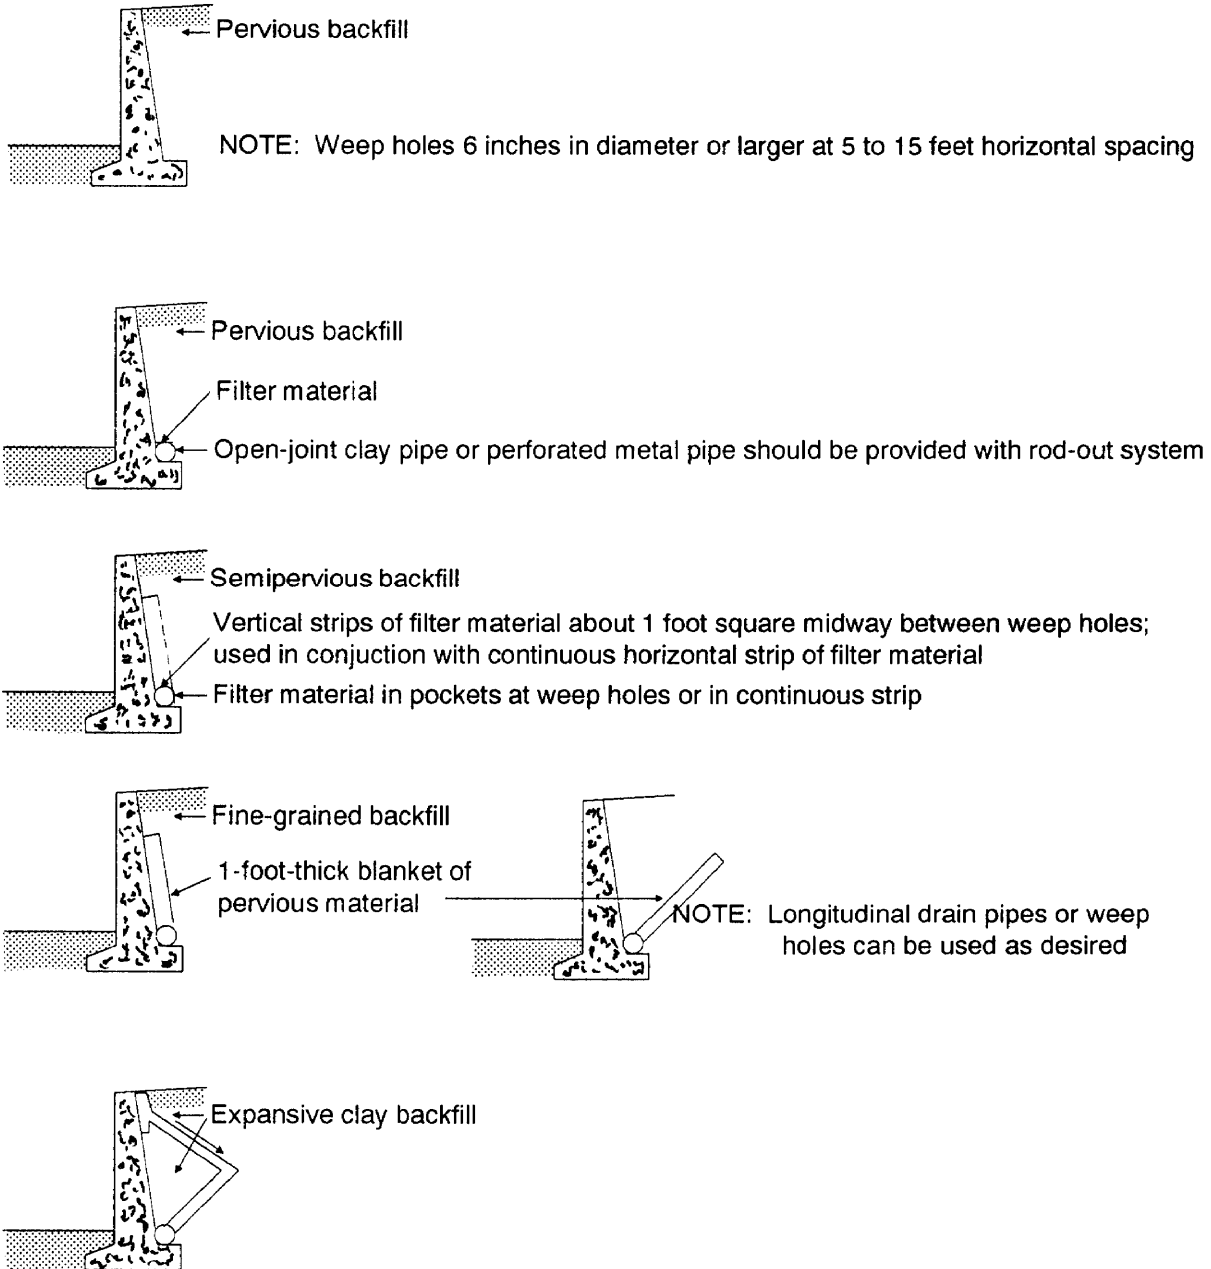 Pervious backfill
NOTE: Weep holes 6 inches in diameter or larger at 5 to 15 feet horizontal spacing
Pervious backfill
Filter material
Open-joint clay pipe or perforated metal pipe should be provided with rod-out system
Semipervious backfill
Vertical strips of filter material about 1 foot square midway between weep holes;
used in conjuction with continuous horizontal strip of filter material
Filter material in pockets at weep holes or in continuous strip
Fine-grained backfill
1-foot-thick blanket of
pervious material
NOTE: Longitudinal drain pipes or weep
holes can be used as desired
Expansive clay backfill